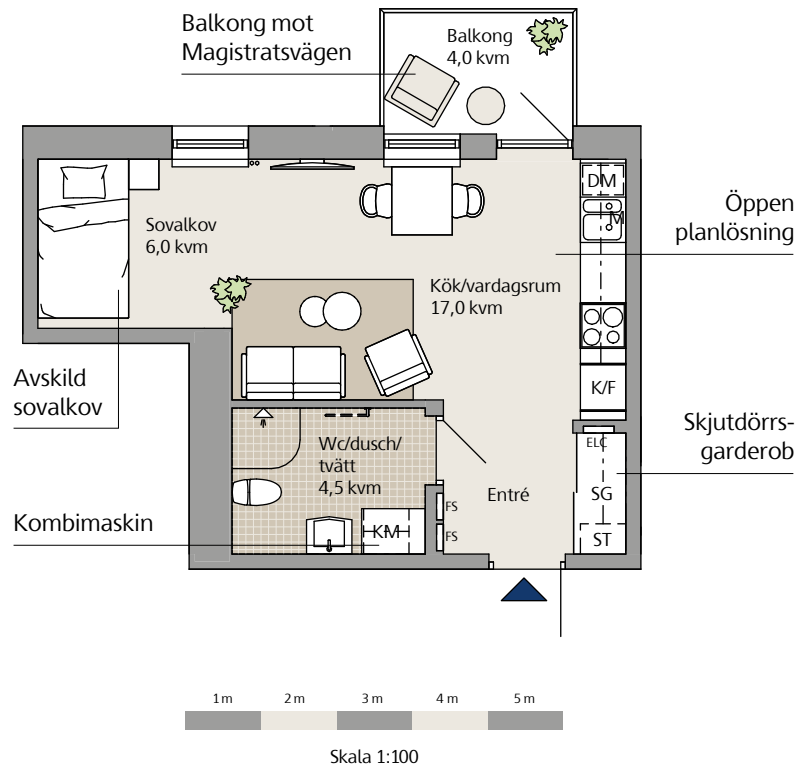 Balkong mot
Magistratsvägen
Balkong
4,0 kvm
DM
M
Öppen
planlösning
Sovalkov
6,0 kvm
Kök/vardagsrum
17,0 kvm
Avskild
sovalkov
K/F
Skjutdörrs-
garderob
ELC
Wc/dusch/
tvätt
4,5 kvm
Entré
SG
FS
Kombimaskin
KM
FS
ST
1 m
2 m
3 m
4 m
5 m
Skala 1:100